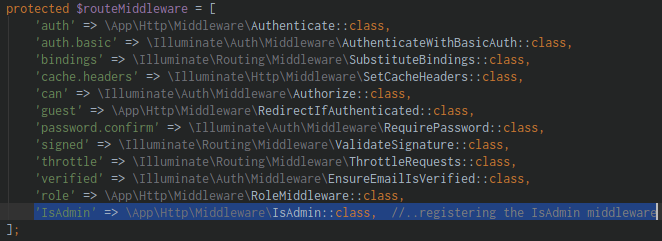 protected $routeMiddleware = [
'auth' => \App\Http\Middleware\Authenticate::class,
'auth.basic' => \Illuminate\Auth\Middleware\AuthenticateWithBasicAuth::class,
'bindings' => \Illuminate\Routing\Middleware\SubstituteBindings::class,
'cache.headers' => \Illuminate\Http\Middleware\SetCacheHeaders::class,
'can' => \Illuminate\Auth\Middleware\Authorize::class,
'guest' => \App\Http\Middleware\RedirectIfAuthenticated::class,
'password.confirm' => \Illuminate\Auth\Middleware\RequirePassword::class,
'signed' => \Illuminate\Routing\Middleware\ValidateSignature::class,
'throttle' => \Illuminate\Routing\Middleware\ThrottleRequests::class,
'verified' => \Illuminate\Auth\Middleware\EnsureEmailIsVerified::class,
'role' => \App\Http\Middleware\RoleMiddleware::class,
'IsAdmin' => \App\Http\Middleware\IsAdmin::class, //..registering the IsAdmin middleware
];